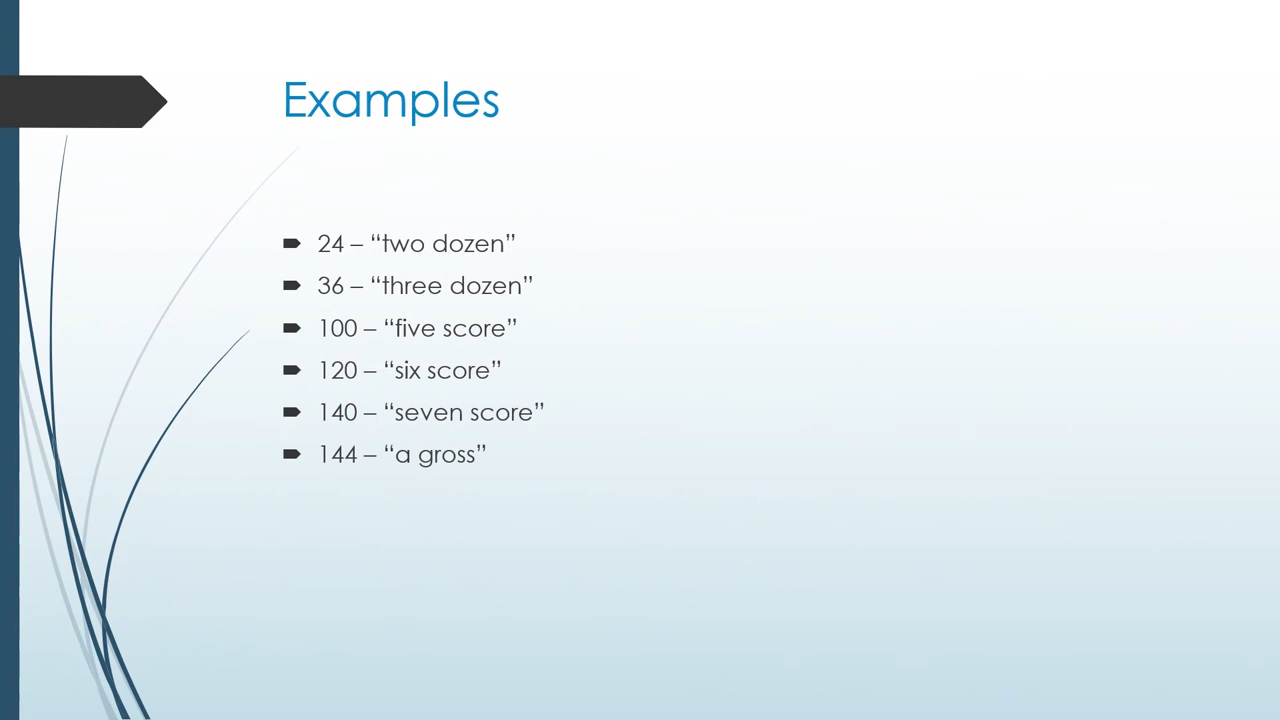 Examples
24 – “two dozen”
36 – “three dozen”
100 – “five score”
120 – “six score”
140 – “seven score”
144 – “a gross”